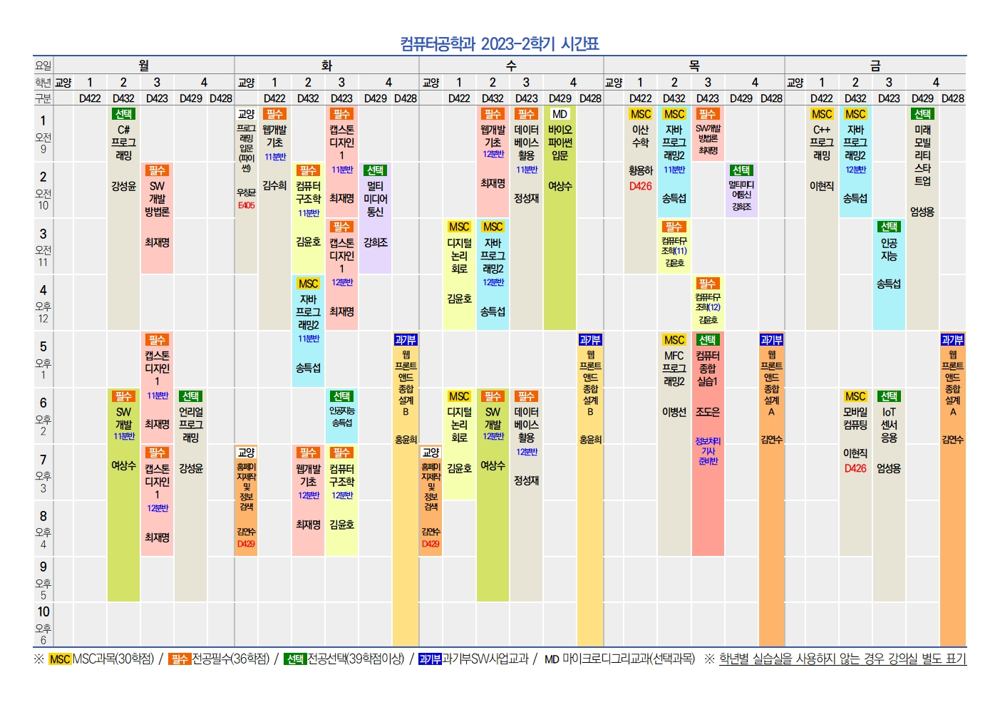 컴퓨터공학과 2023-2학기 시간표
요일 월 화 수 목 금
학년 교양 1 2 3 4 교양 1 2 3 4 교양 1 2 3 4 교양 1 2 3 4 교양 1 2 3 4
구분 D422 D432 D423 D429 D428 D422 D432 D423 D429 D428 D422 D432 D423 D429 D428 D422 D432 D423 D429 D428 D422 D432 D423 D429 D428
1
오전
9
2
오전
10
3
오전
11
4
오후
12
5
오후
1
6
오후
2
7
오후
3
8
오후
4
9
오후
5
10
오후
6
선택
C#
프로그
래밍
강성윤
필수
SW
개발
11분반
여상수
필수
SW
개발
방법론
최재명
필수
캡스톤
디자인
1
11분반
최재명
필수
캡스톤
디자인
1
12분반
최재명
선택
언리얼
프로그
래밍
강성윤
교양
프로그
래밍
입문
(파이
썬)
우창균
E405
교양
홈페이
지제작
및
정보
검색
김연수
D429
필수
웹개발
기초
11분반
김수희
필수
컴퓨터
구조학
11분반
김윤호
MSC
자바
프로그
래밍2
11분반
송특섭
필수
웹개발
기초
12분반
최재명
필수
캡스톤
디자인
1
11분반
최재명
필수
캡스톤
디자인
1
12분반
최재명
선택
인공지능
송특섭
필수
컴퓨터
구조학
12분반
김윤호
선택
멀티
미디어
통신
강희조
과기부
웹
프론트
앤드
종합
설계
B
홍윤희
교양
홈페이
지제작
및
정보
검색
김연수
D429
MSC
디지털
논리
회로
김윤호
MSC
디지털
논리
회로
김윤호
필수
웹개발
기초
12분반
최재명
MSC
자바
프로그
래밍2
12분반
송특섭
필수
SW
개발
12분반
여상수
필수
데이터
베이스
활용
11분반
정성재
필수
데이터
베이스
활용
12분반
정성재
MD
바이오
파이썬
입문
여상수
과기부
웹
프론트
앤드
종합
설계
B
홍윤희
MSC
이산
수학
황용하
D426
MSC
자바
프로그
래밍2
11분반
송특섭
필수
컴퓨터구
조학(11)
김윤호
MSC
MFC
프로그
래밍2
이병선
필수
SW개발
방법론
최재명
필수
컴퓨터구
조학(12)
김윤호
선택
컴퓨터
종합
실습1
조도은
정보처리
기사
준비반
선택
멀티미디
어통신
강희조
과기부
웹
프론트
앤드
종합
설계
A
김연수
MSC
C++
프로그
래밍
이현직
MSC
자바
프로그
래밍2
12분반
송특섭
MSC
모바일
컴퓨팅
이현직
D426
선택
인공
지능
송특섭
선택
IoT
센서
응용
엄성용
선택
미래
모빌
리티
스타
트업
엄성용
과기부
웹
프론트
앤드
종합
설계
A
김연수
※ MSC MSC과목(30학점) / 필수 전공필수(36학점) / 선택 전공선택(39학점이상) / 과기부 과기부SW사업교과 / MD 마이크로디그리교과(선택과목) ※ 학년별 실습실을 사용하지 않는 경우 강의실 별도 표기